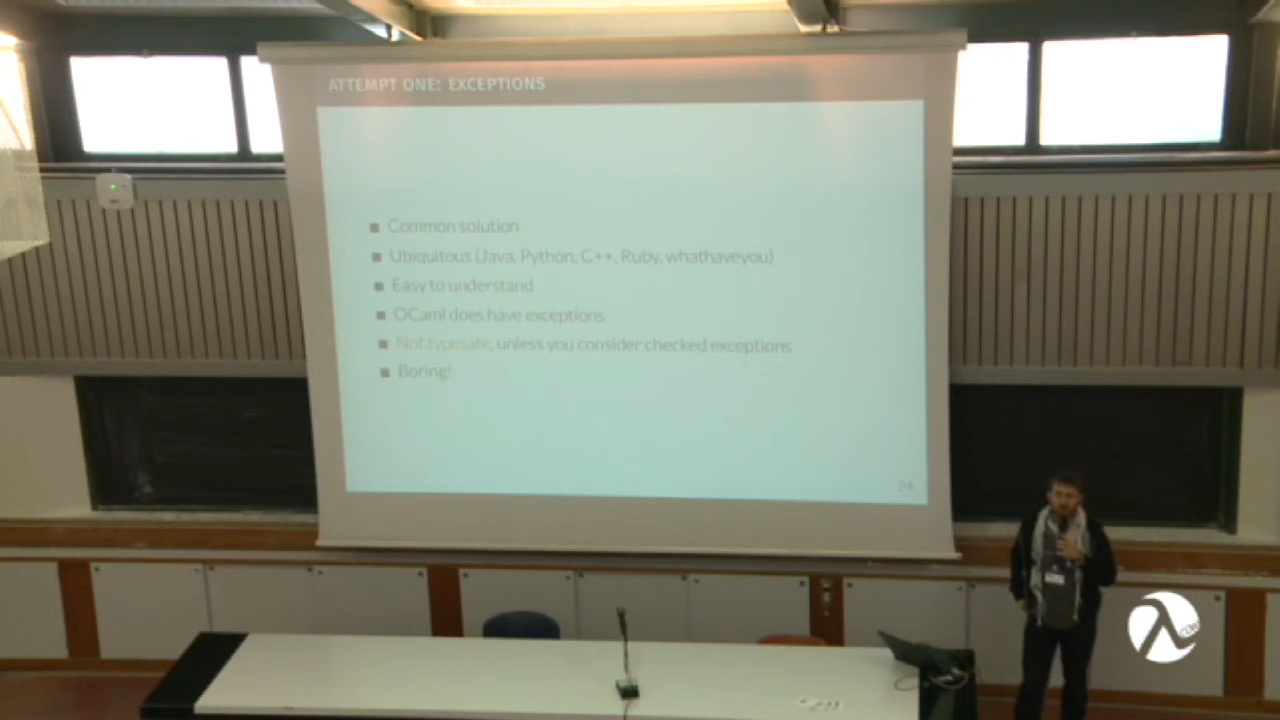 ATTEMPT ONE: EXCEPTIONS
Common solution
Ubiquitous (Java, Python, C++, Ruby, whathaveyou)
Easy to understand
OCaml does have exceptions
Not typesafe, unless you consider checked exceptions
Boring!
24